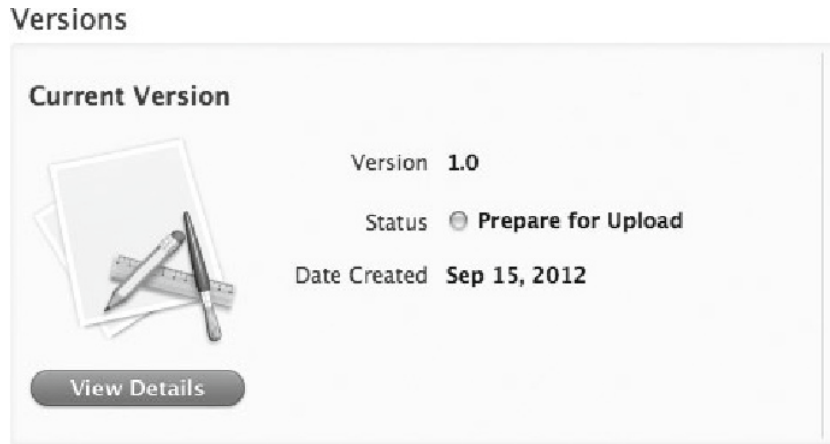 Versions
Current Version
Version 1.0
Status Prepare for Upload
Date Created Sep 15, 2012
View Details